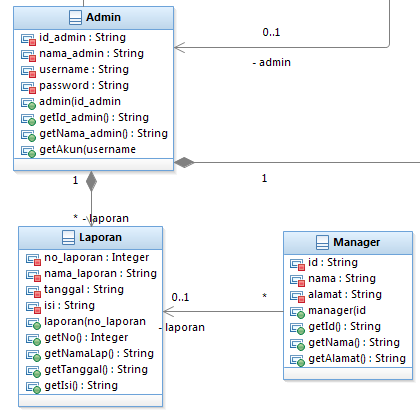 Admin
id_admin : String
nama_admin : String
username : String
password : String
admin(id_admin
getId_admin() : String
getNama_admin() : String
getAkun(username
0..1
- admin
1
1
* -\laporan
Laporan
no_laporan : Integer
nama_laporan : String
tanggal : String
isi : String
laporan(no_laporan
getNo() : Integer
getNamaLap() : String
getTanggal() : String
getIsi() : String
0..1
*
- laporan
Manager
id : String
nama : String
alamat : String
manager(id
getId() : String
getNama() : String
getAlamat() : String